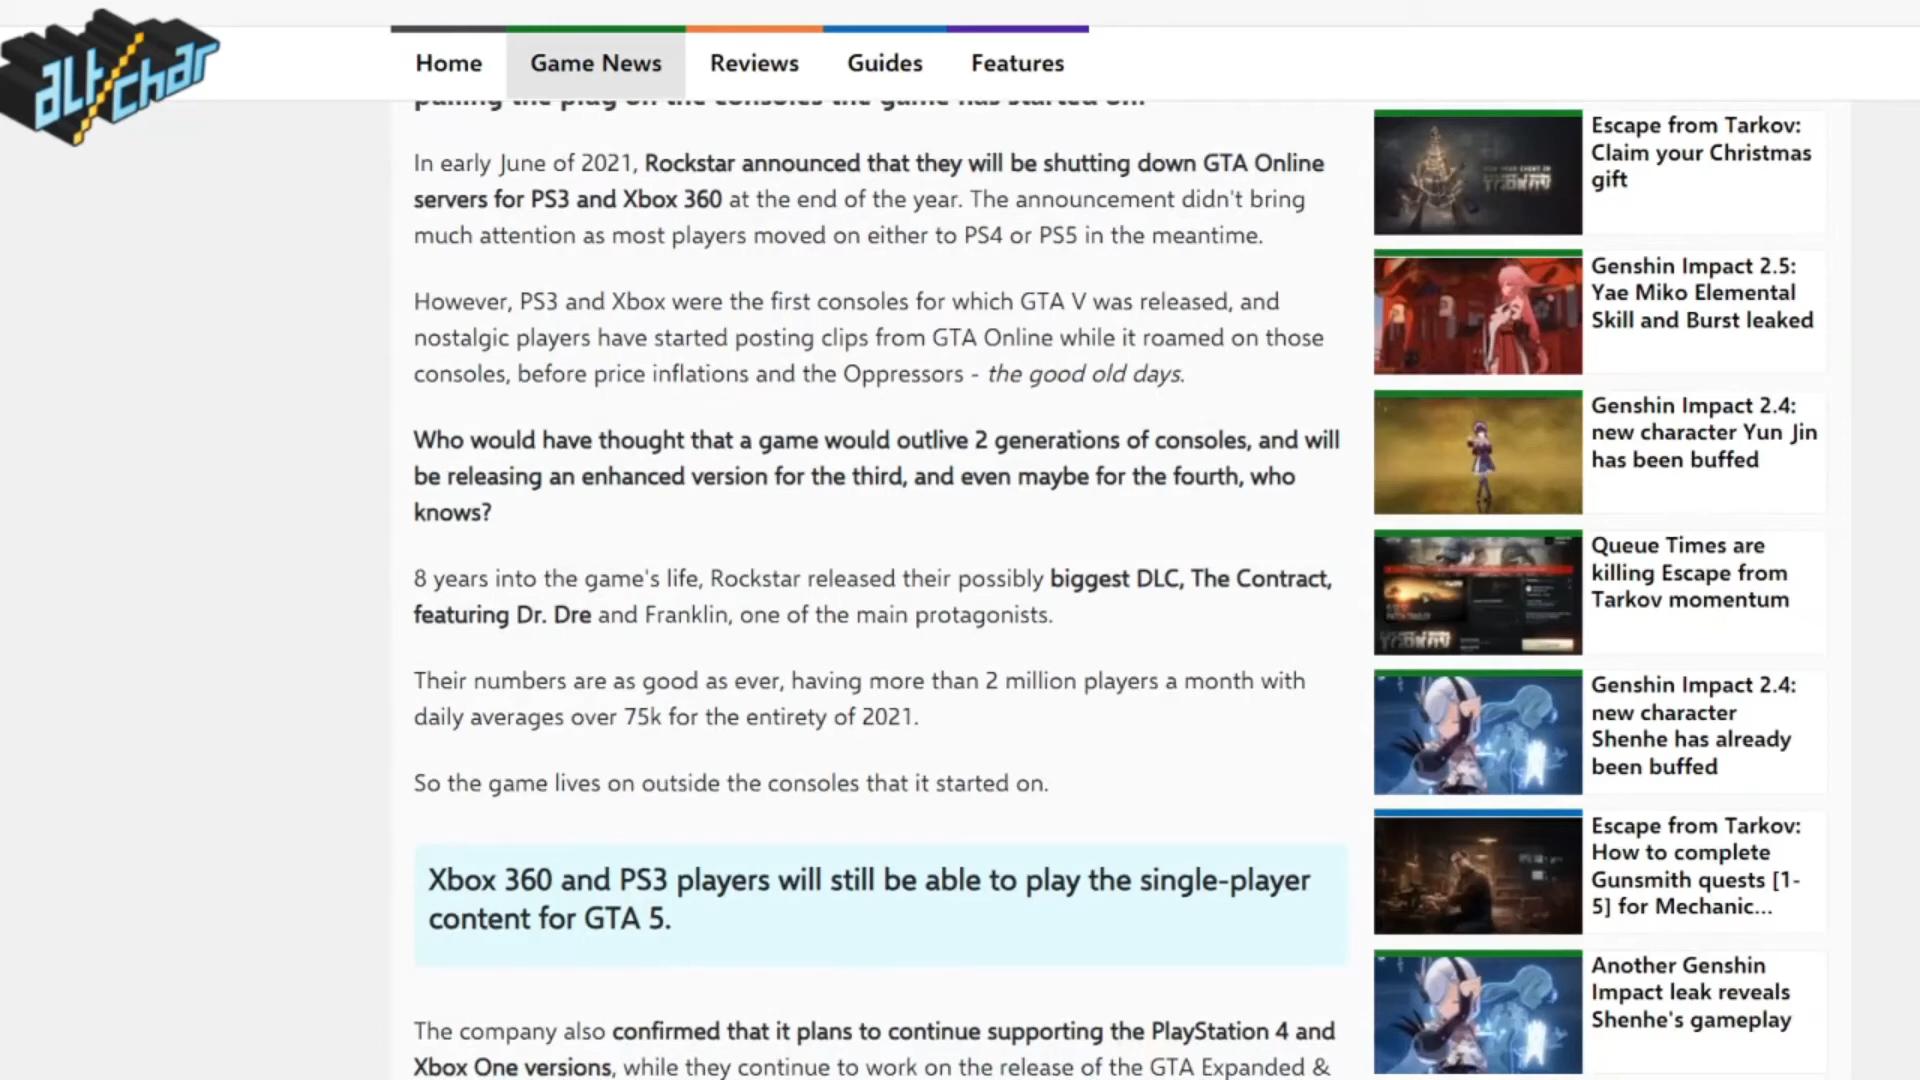 alt char
Home Game News Reviews Guides Features
pulling the plug on the consoles the game has started on.
In early June of 2021, Rockstar announced that they will be shutting down GTA Online
servers for PS3 and Xbox 360 at the end of the year. The announcement didn't bring
much attention as most players moved on either to PS4 or PS5 in the meantime.
However, PS3 and Xbox were the first consoles for which GTA V was released, and
nostalgic players have started posting clips from GTA Online while it roamed on those
consoles, before price inflations and the Oppressors - the good old days.
Who would have thought that a game would outlive 2 generations of consoles, and will
be releasing an enhanced version for the third, and even maybe for the fourth, who
knows?
8 years into the game's life, Rockstar released their possibly biggest DLC, The Contract,
featuring Dr. Dre and Franklin, one of the main protagonists.
Their numbers are as good as ever, having more than 2 million players a month with
daily averages over 75k for the entirety of 2021.
So the game lives on outside the consoles that it started on.
Xbox 360 and PS3 players will still be able to play the single-player
content for GTA 5.
The company also confirmed that it plans to continue supporting the PlayStation 4 and
Xbox One versions, while they continue to work on the release of the GTA Expanded &
TARKOV
Escape from Tarkov:
Claim your Christmas
gift
Genshin Impact 2.5:
Yae Miko Elemental
Skill and Burst leaked
Genshin Impact 2.4:
new character Yun Jin
has been buffed
TARKOV
Queue Times are
killing Escape from
Tarkov momentum
Genshin Impact 2.4:
new character
Shenhe has already
been buffed
Escape from Tarkov:
How to complete
Gunsmith quests [1-
5] for Mechanic...
Another Genshin
Impact leak reveals
Shenhe's gameplay